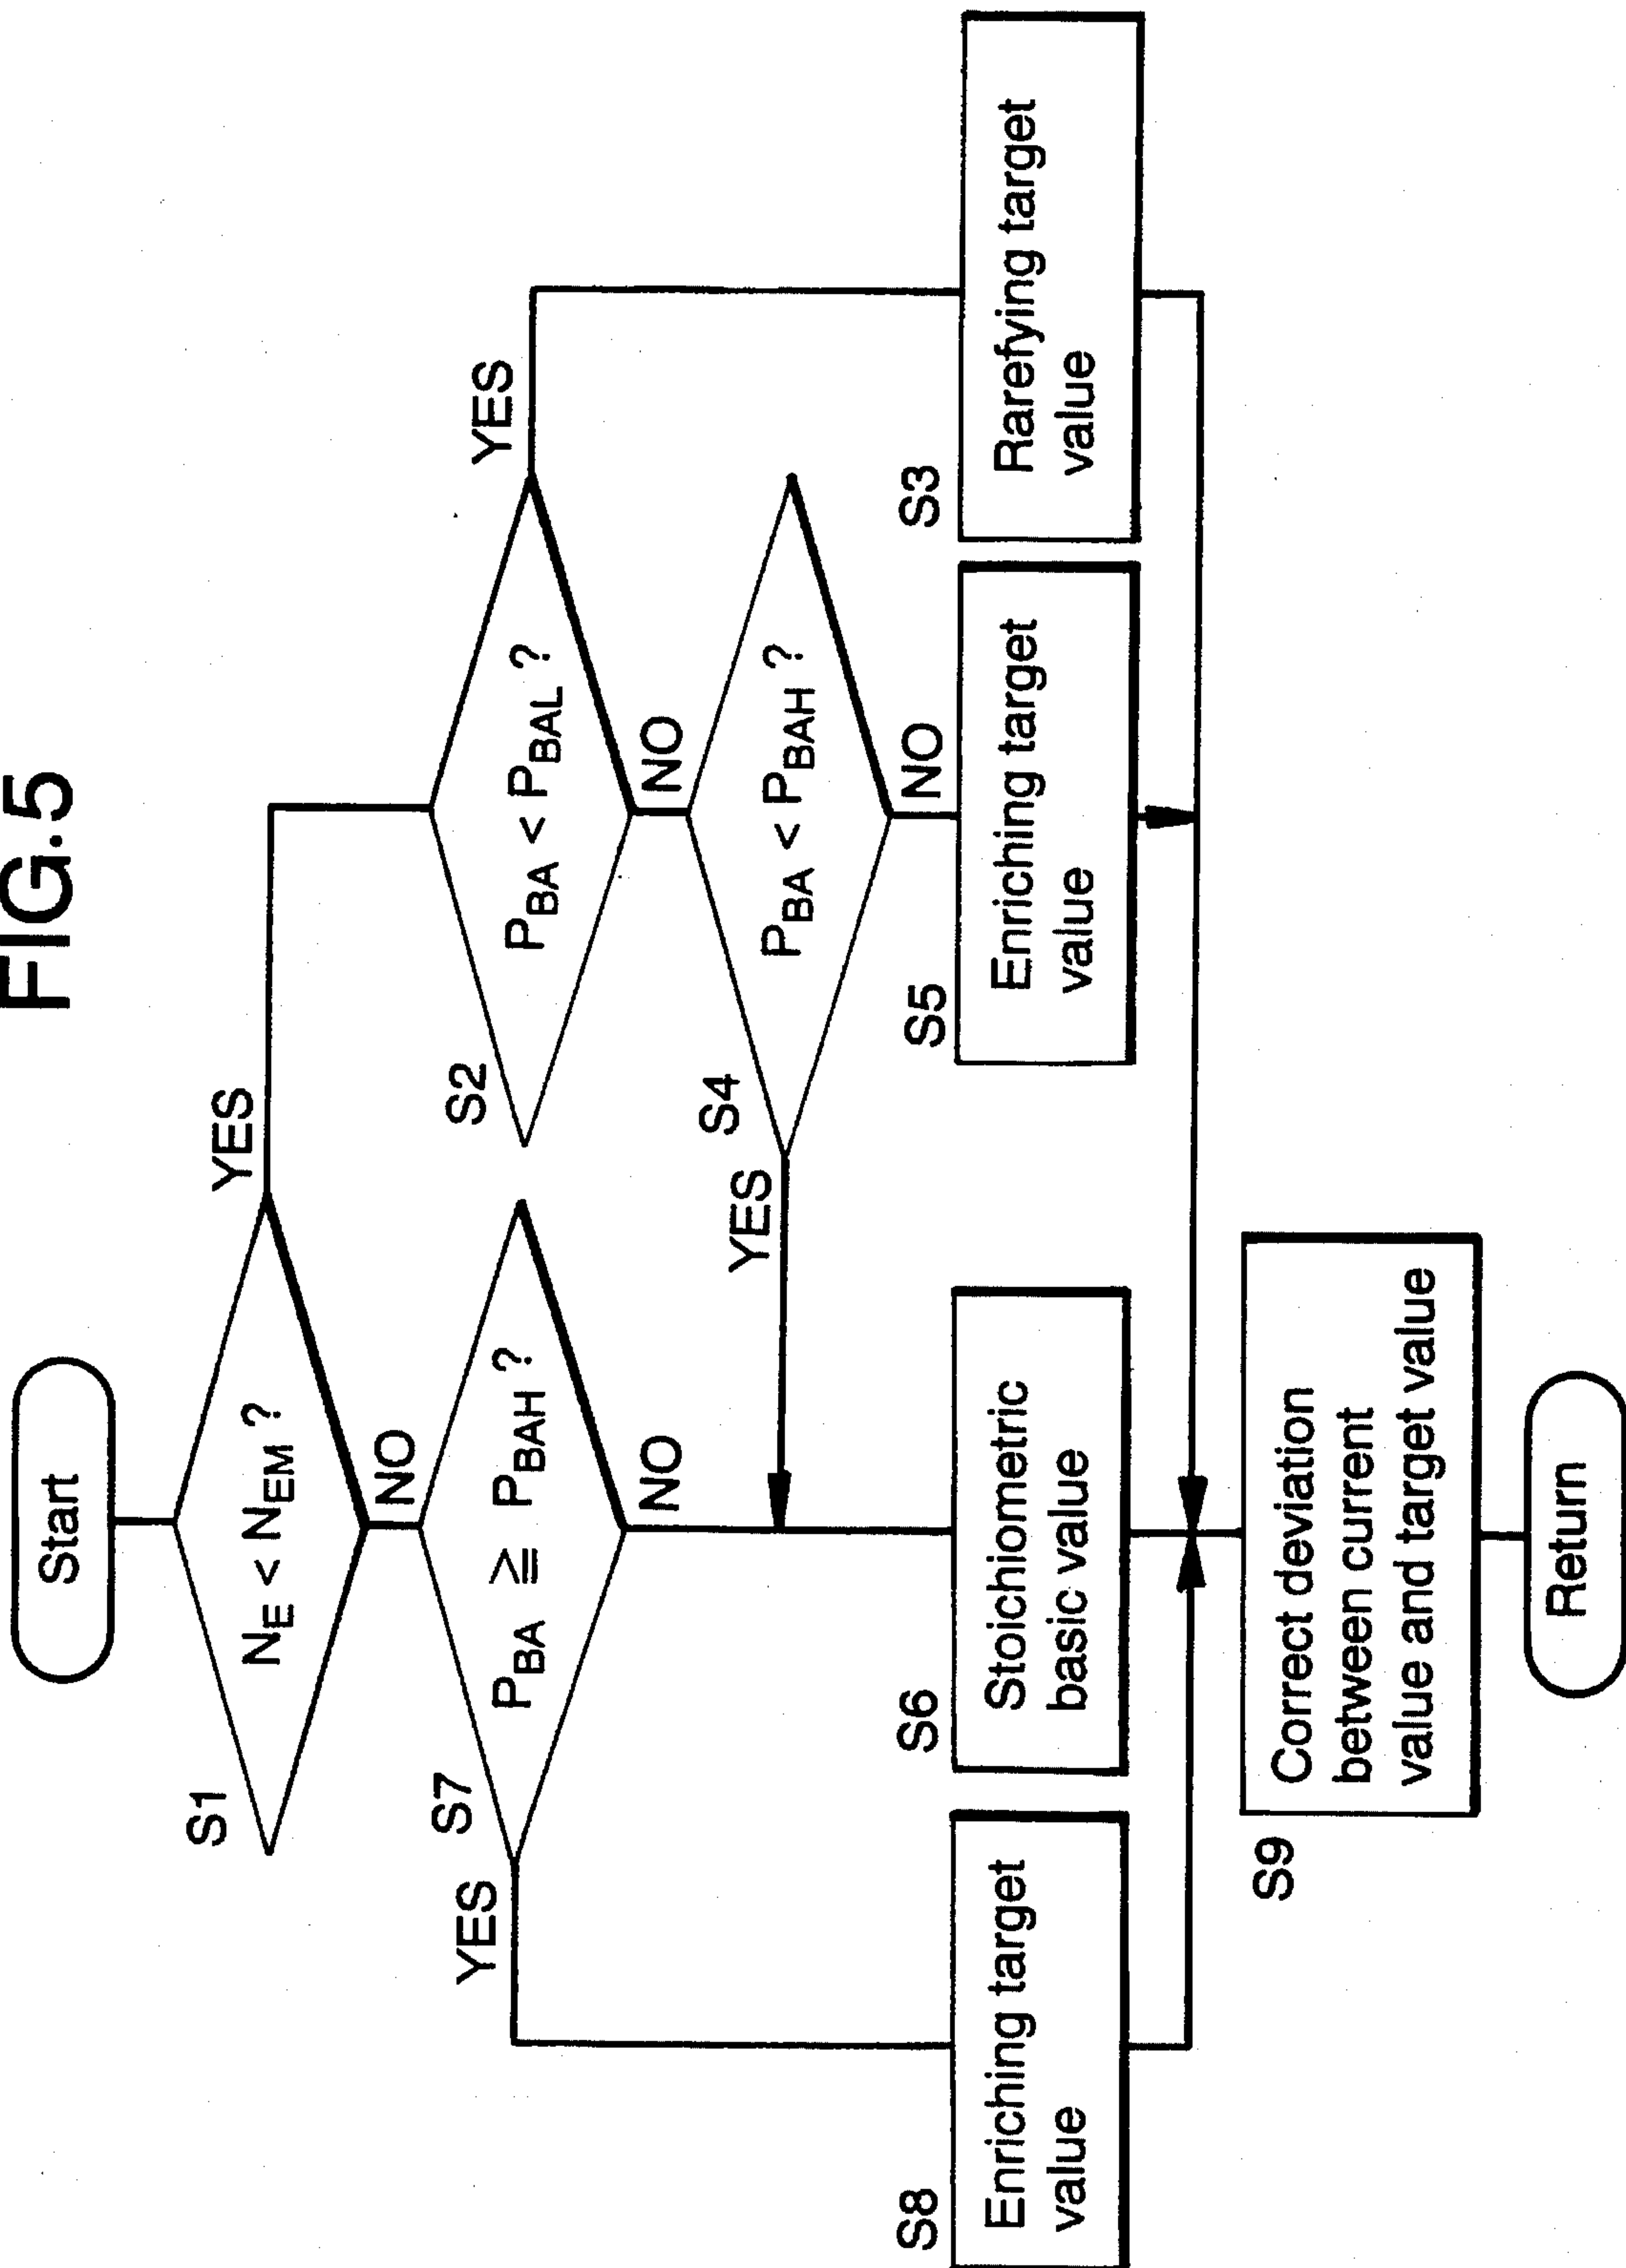 FIG.5
Start
S1
N_E < N_EM ?
YES
NO
S7
P_BA ≧ P_BAH ?
YES
NO
S2
P_BA < P_BAL ?
YES
NO
S4
P_BA < P_BAH ?
YES
NO
S8
Enriching target
value
S6
Stoichiometric
basic value
S5
Enriching target
value
S3
Rarefying target
value
S9
Correct deviation
between current
value and target value
Return